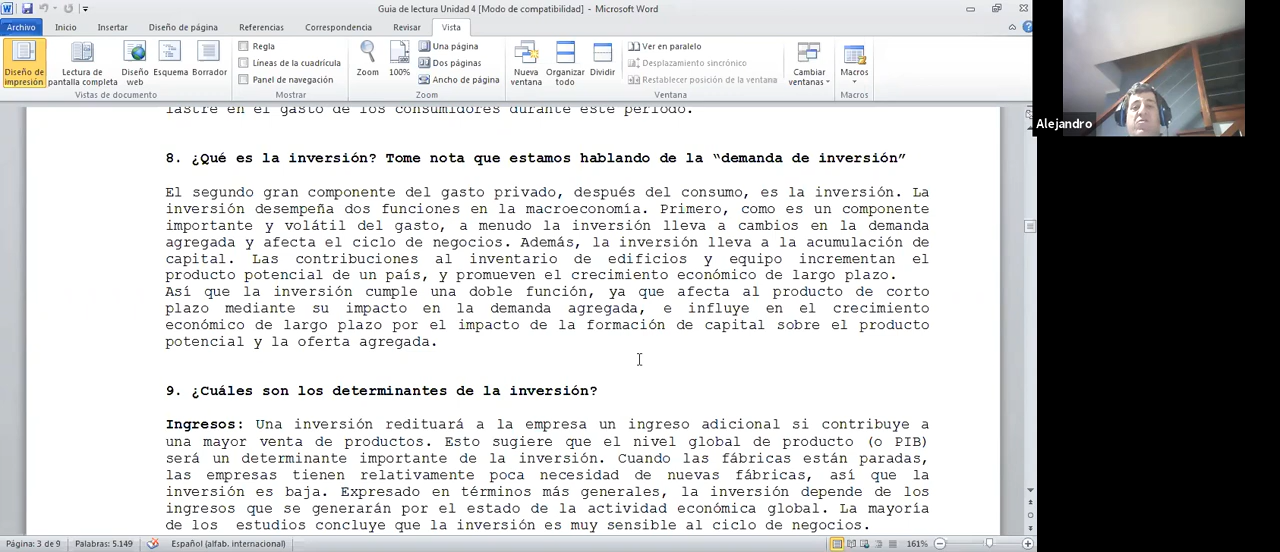 Guia de lectura Unidad 4 [Modo de compatibilidad] - Microsoft Word
Archivo Inicio Insertar Diseño de página Referencias Correspondencia Revisar Vista
Diseño de impresión
Lectura de pantalla completa
Diseño web
Esquema
Borrador
Vistas de documento
Regla
Líneas de la cuadrícula
Panel de navegación
Mostrar
Zoom
100%
Una página
Dos páginas
Ancho de página
Zoom
Nueva ventana
Organizar todo
Dividir
Ver en paralelo
Desplazamiento sincrónico
Restablecer posición de la ventana
Ventana
Cambiar ventanas
Macros
Macros
Alejandro
lastre en el gasto de los consumidores durante este período.
8. ¿Qué es la inversión? Tome nota que estamos hablando de la “demanda de inversión”
El segundo gran componente del gasto privado, después del consumo, es la inversión. La
inversión desempeña dos funciones en la macroeconomía. Primero, como es un componente
importante y volátil del gasto, a menudo la inversión lleva a cambios en la demanda
agregada y afecta el ciclo de negocios. Además, la inversión lleva a la acumulación de
capital. Las contribuciones al inventario de edificios y equipo incrementan el
producto potencial de un país, y promueven el crecimiento económico de largo plazo.
Así que la inversión cumple una doble función, ya que afecta al producto de corto
plazo mediante su impacto en la demanda agregada, e influye en el crecimiento
económico de largo plazo por el impacto de la formación de capital sobre el producto
potencial y la oferta agregada.
9. ¿Cuáles son los determinantes de la inversión?
Ingresos: Una inversión redituará a la empresa un ingreso adicional si contribuye a
una mayor venta de productos. Esto sugiere que el nivel global de producto (o PIB)
será un determinante importante de la inversión. Cuando las fábricas están paradas,
las empresas tienen relativamente poca necesidad de nuevas fábricas, así que la
inversión es baja. Expresado en términos más generales, la inversión depende de los
ingresos que se generarán por el estado de la actividad económica global. La mayoría
de los estudios concluye que la inversión es muy sensible al ciclo de negocios.
Página: 3 de 9 Palabras: 5.149 Español (alfab. internacional) 161%